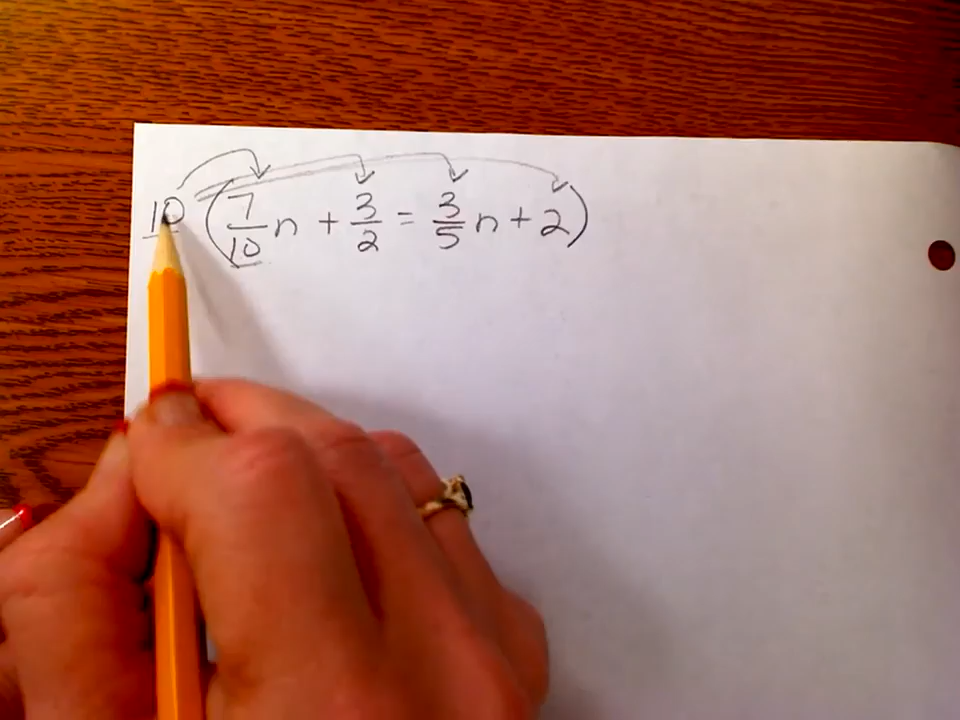 10 (7/10 n + 3/2 = 3/5 n + 2)